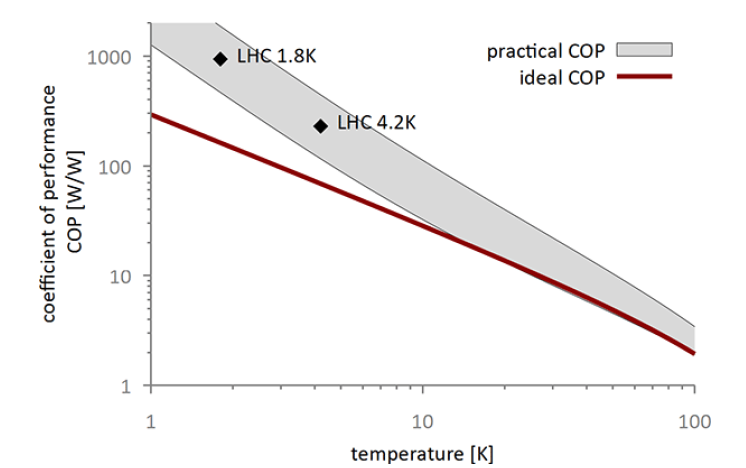 1000
100
10
1
coefficient of performance
COP [W/W]
LHC 1.8K
LHC 4.2K
practical COP
ideal COP
1
10
100
temperature [K]